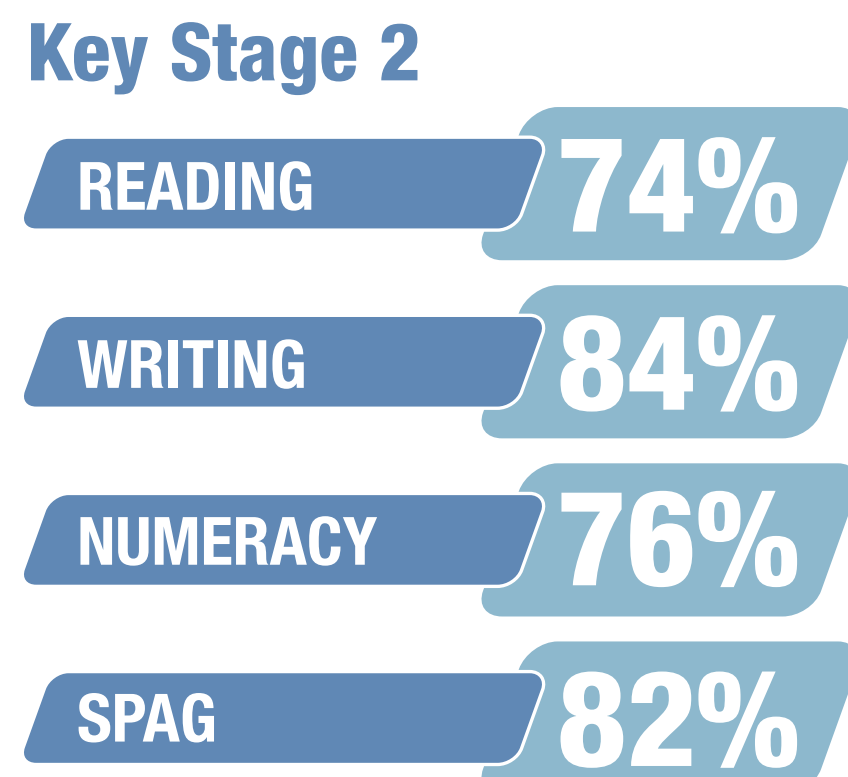 Key Stage 2
READING 74%
WRITING 84%
NUMERACY 76%
SPAG 82%